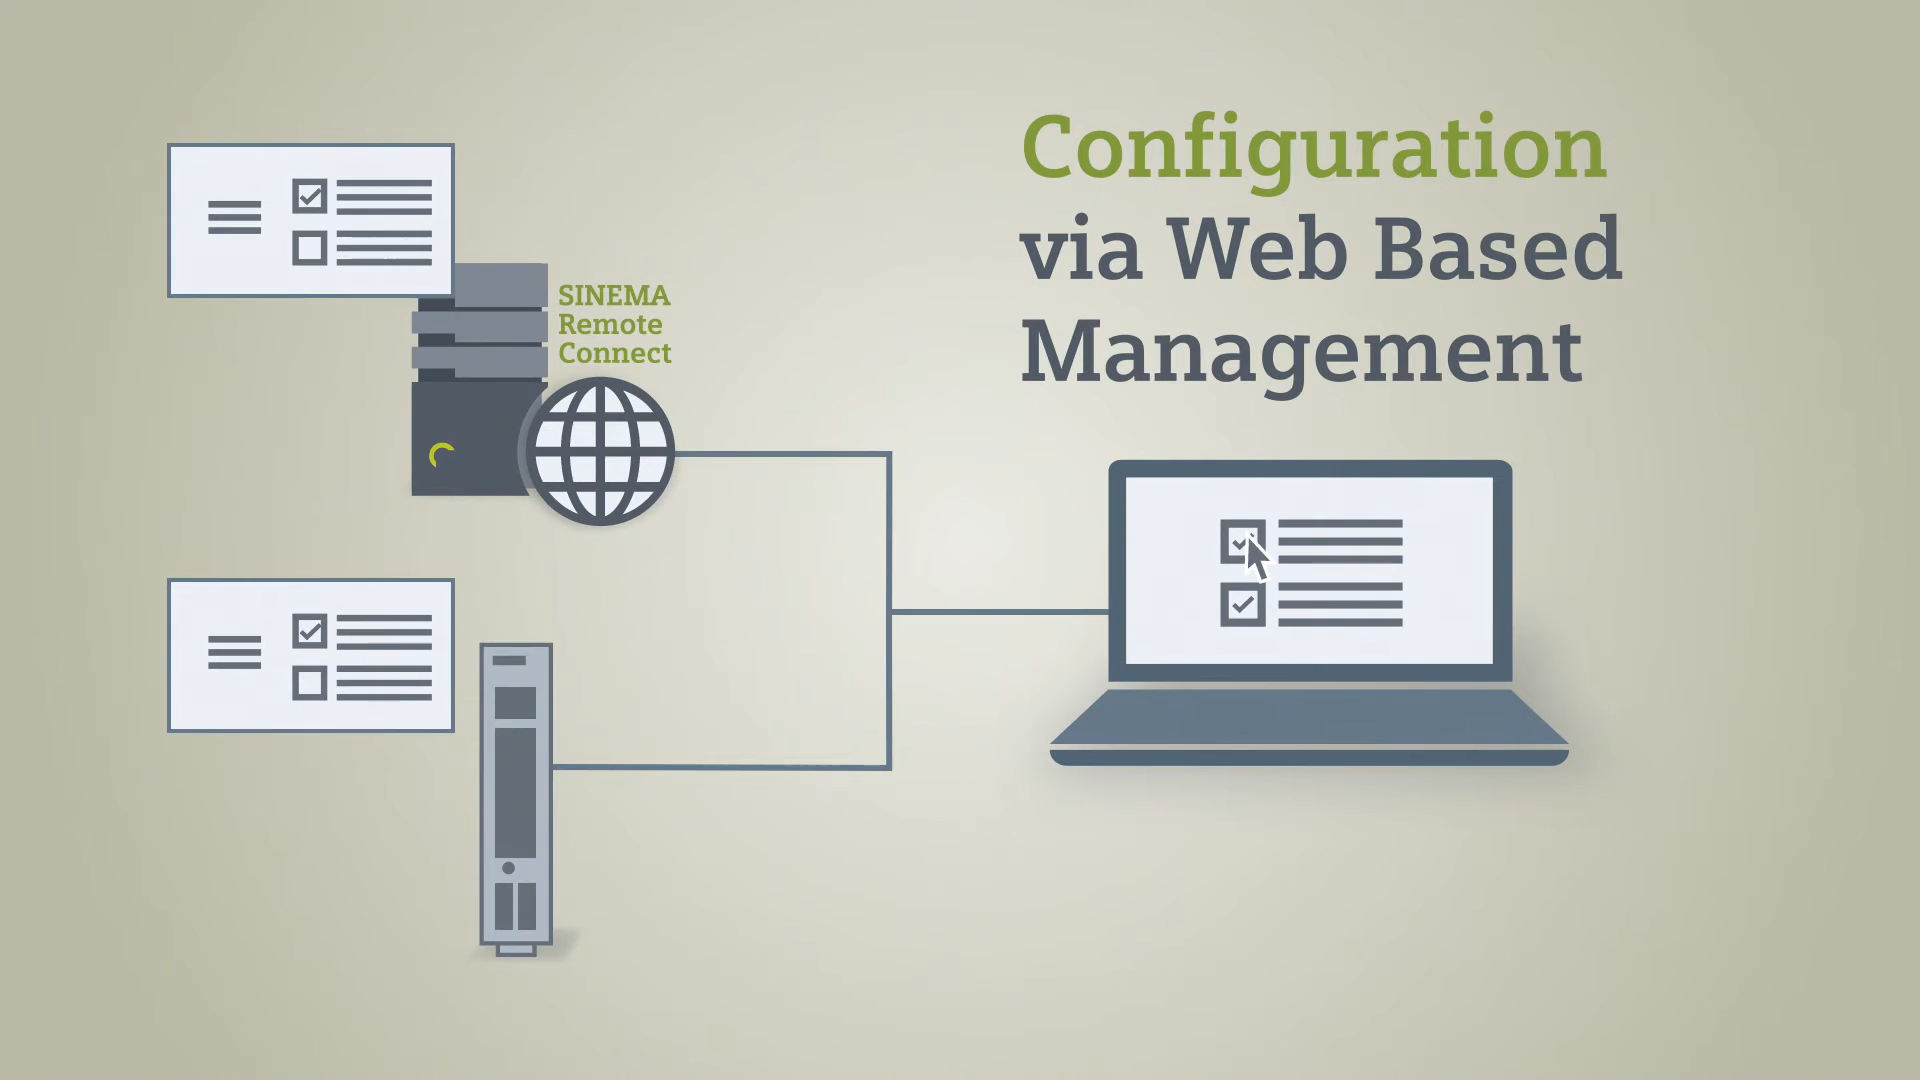 Configuration
via Web Based
Management
SINEMA
Remote
Connect